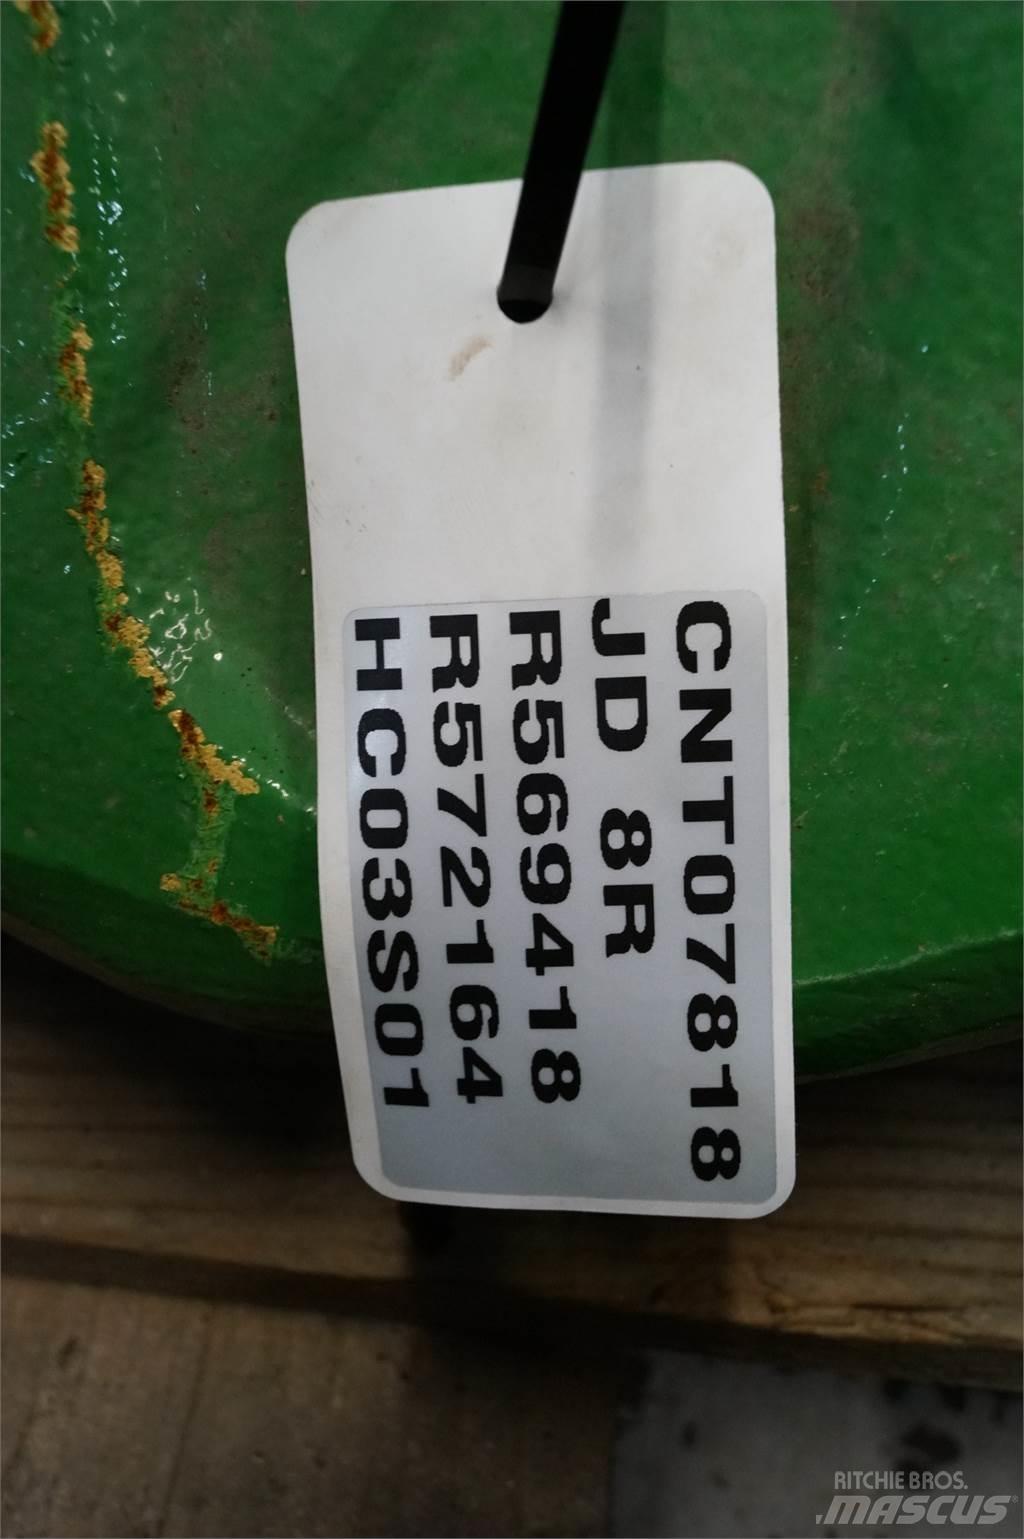 CNT07818
JD 8R
R569418
R572164
HC03S01
RITCHIE BROS.
MASCUS